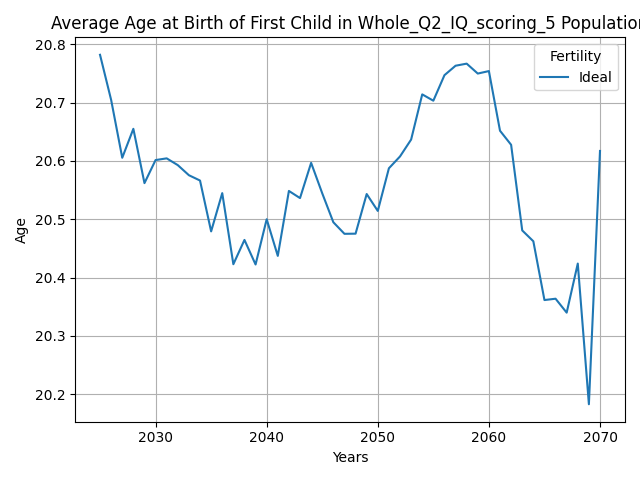 Average Age at Birth of First Child in Whole_Q2_IQ_scoring_5 Population
Fertility
Ideal
20.8
20.7
20.6
20.5
20.4
20.3
20.2
Age
2030 2040 2050 2060 2070
Years